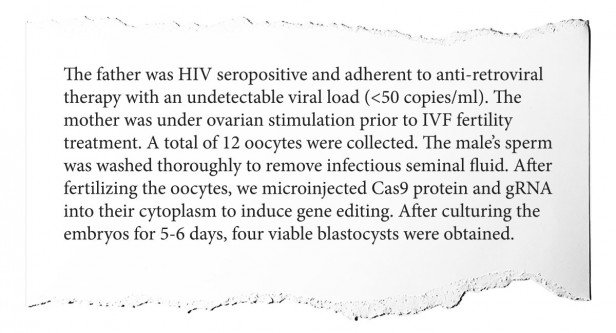 The father was HIV seropositive and adherent to anti-retroviral
therapy with an undetectable viral load (<50 copies/ml). The
mother was under ovarian stimulation prior to IVF fertility
treatment. A total of 12 oocytes were collected. The male’s sperm
was washed thoroughly to remove infectious seminal fluid. After
fertilizing the oocytes, we microinjected Cas9 protein and gRNA
into their cytoplasm to induce gene editing. After culturing the
embryos for 5-6 days, four viable blastocysts were obtained.